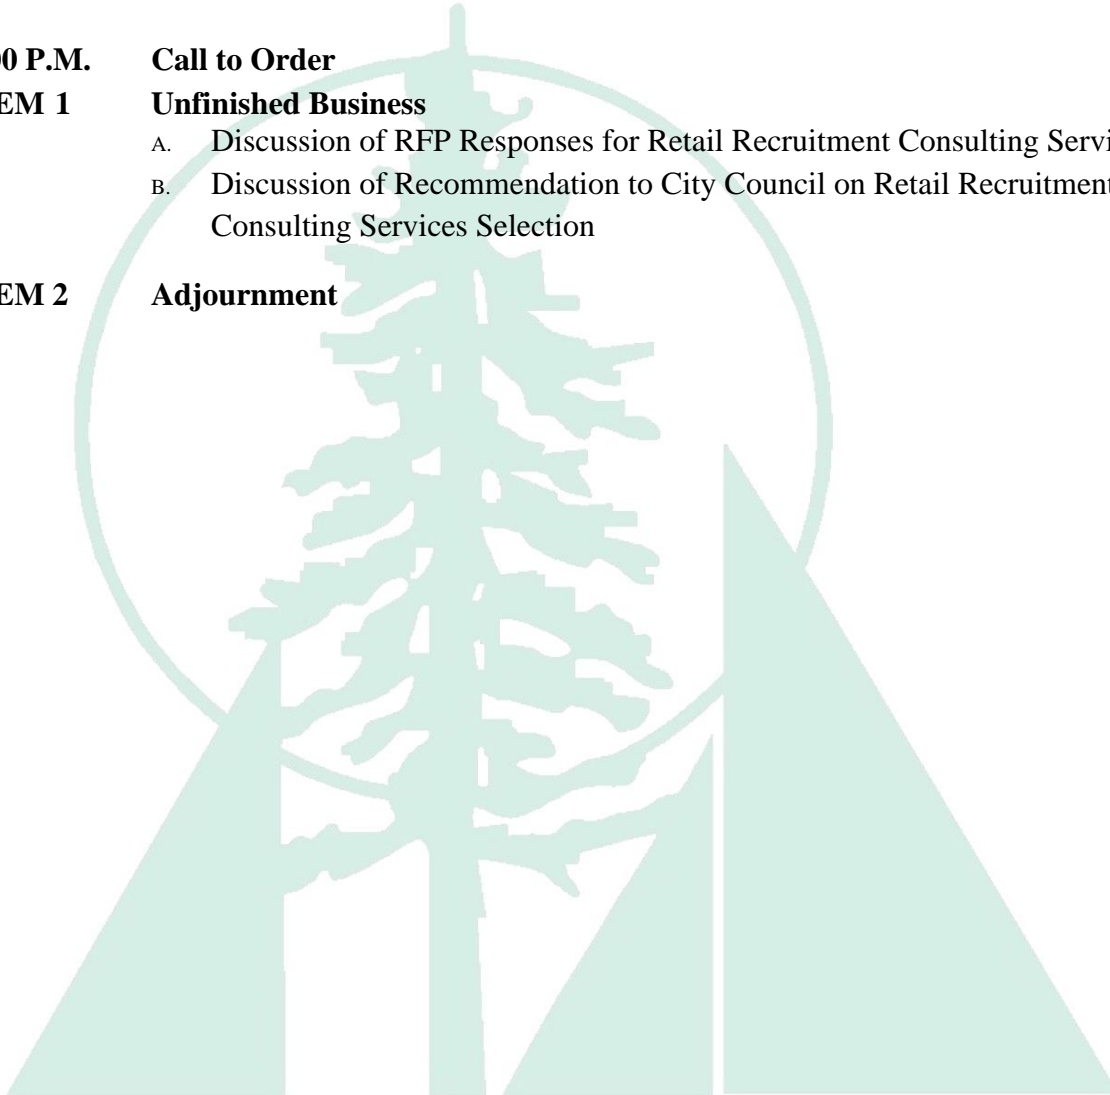 00 P.M. Call to Order
EM 1 Unfinished Business
A. Discussion of RFP Responses for Retail Recruitment Consulting Servi
B. Discussion of Recommendation to City Council on Retail Recruitment
Consulting Services Selection
EM 2 Adjournment